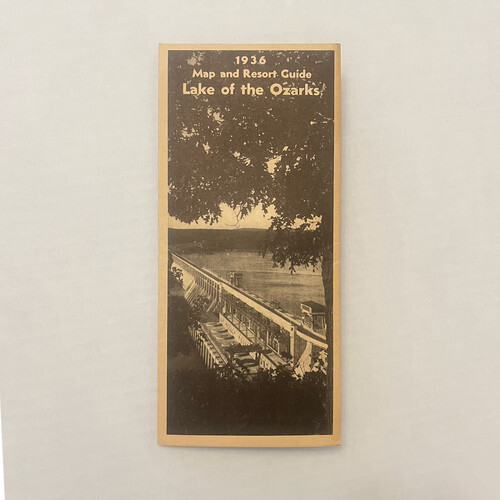 1936
Map and Resort Guide
Lake of the Ozarks